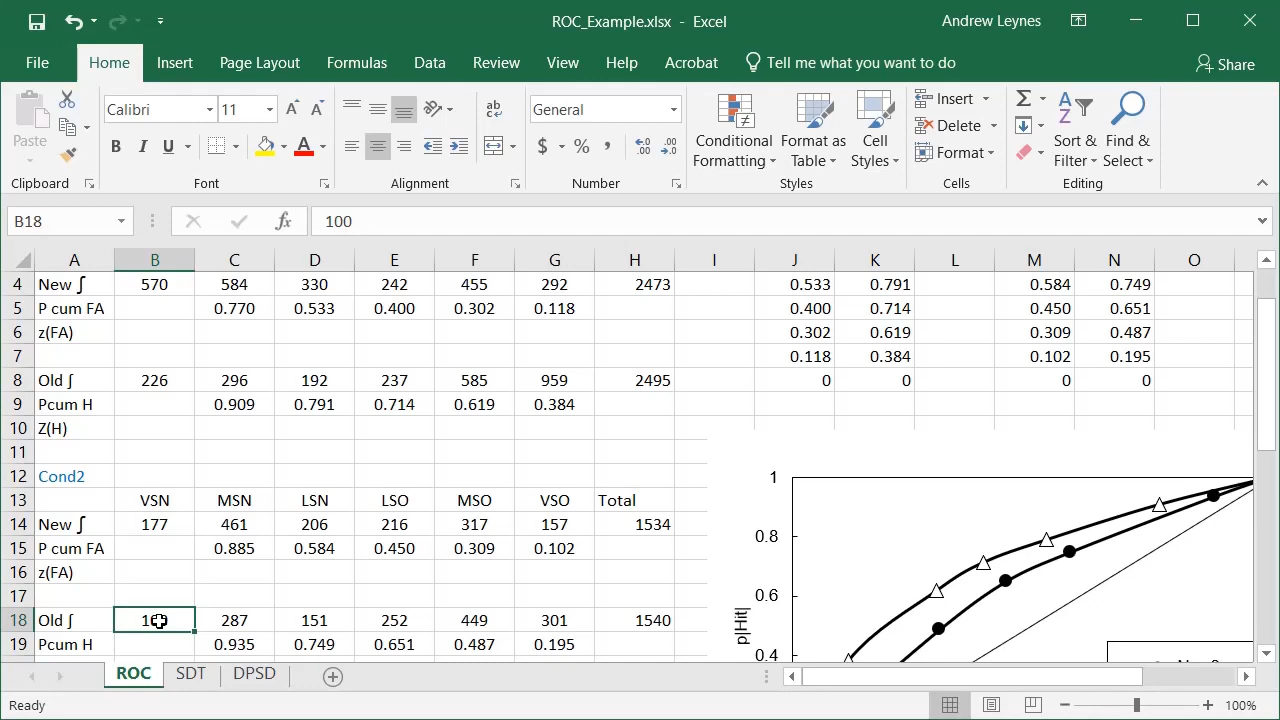 ROC_Example.xlsx - Excel
Andrew Leynes
File Home Insert Page Layout Formulas Data Review View Help Acrobat Tell me what you want to do Share
Paste
Clipboard
Calibri 11
B I U A
Font
ab c
Alignment
General
$ % , .00
Number
Conditional Formatting
Format as Table
Cell Styles
Styles
Insert
Delete
Format
Cells
Sort & Filter
Find & Select
Editing
B18 fx 100
A B C D E F G H I J K L M N O
4 New ∫ 570 584 330 242 455 292 2473 0.533 0.791 0.584 0.749
5 P cum FA 0.770 0.533 0.400 0.302 0.118 0.400 0.714 0.450 0.651
6 z(FA) 0.302 0.619 0.309 0.487
7 0.118 0.384 0.102 0.195
8 Old ∫ 226 296 192 237 585 959 2495 0 0 0 0
9 Pcum H 0.909 0.791 0.714 0.619 0.384
10 Z(H)
11
12 Cond2
13 VSN MSN LSN LSO MSO VSO Total
14 New ∫ 177 461 206 216 317 157 1534
15 P cum FA 0.885 0.584 0.450 0.309 0.102
16 z(FA)
17
18 Old ∫ 287 151 252 449 301 1540
19 Pcum H 0.935 0.749 0.651 0.487 0.195
1
0.8
0.6
0.4
p|Hit|
ROC SDT DPSD
Ready
100%